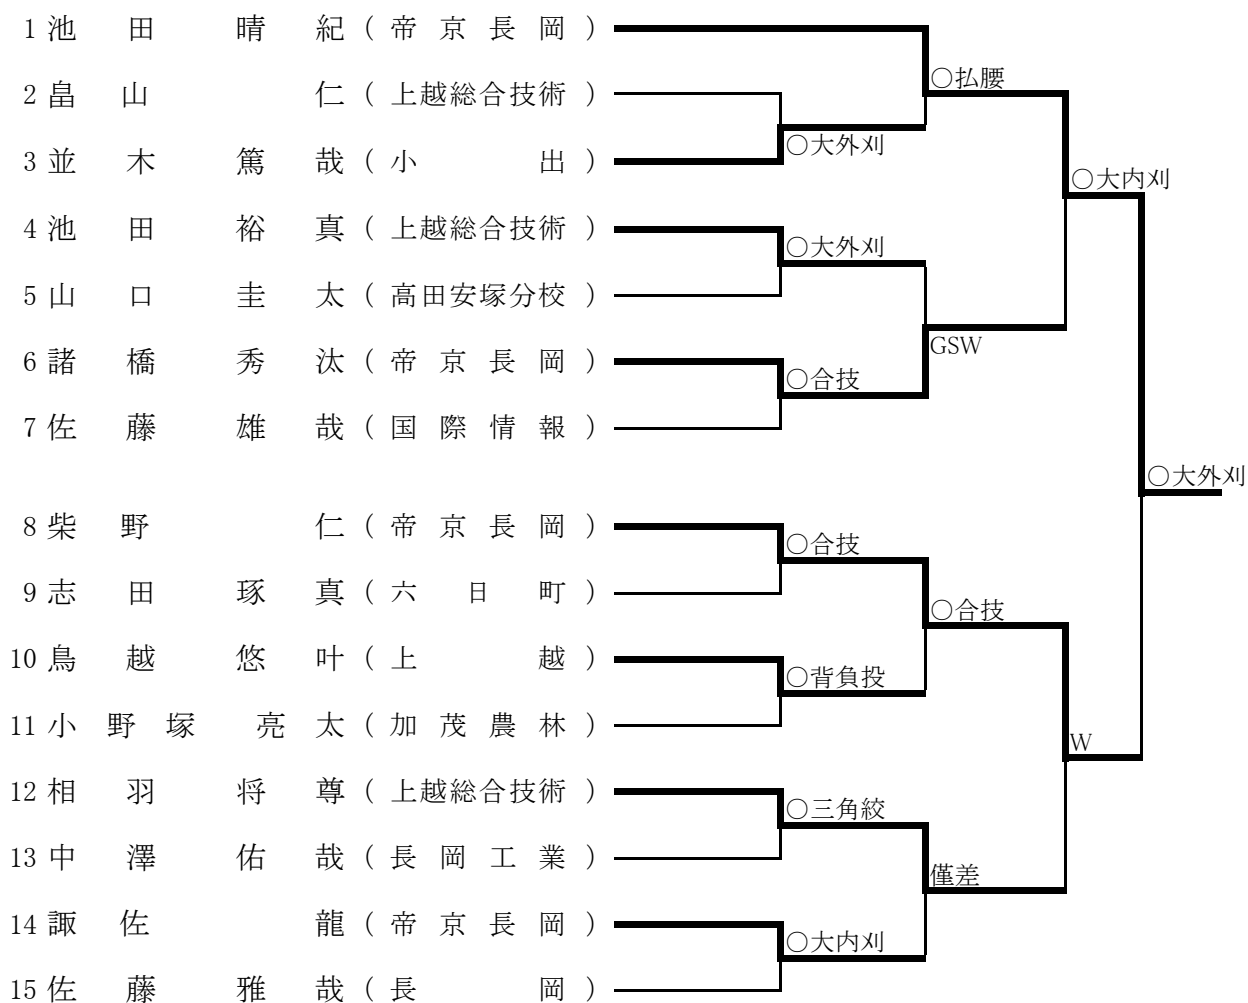 1 池田 晴紀 ( 帝京長岡 )
○払腰
2 畠山 仁 ( 上越総合技術 )
○大外刈
3 並木 篤哉 ( 小出 )
○大内刈
4 池田 裕真 ( 上越総合技術 )
○大外刈
5 山口 圭太 ( 高田安塚分校 )
GSW
6 諸橋 秀汰 ( 帝京長岡 )
○合技
7 佐藤 雄哉 ( 国際情報 )
○大外刈
8 柴野 仁 ( 帝京長岡 )
○合技
9 志田 琢真 ( 六日町 )
○合技
10 鳥越 悠叶 ( 上越 )
○背負投
11 小野塚 亮太 ( 加茂農林 )
W
12 相羽 将尊 ( 上越総合技術 )
○三角絞
13 中澤 佑哉 ( 長岡工業 )
僅差
14 諏佐 龍 ( 帝京長岡 )
○大内刈
15 佐藤 雅哉 ( 長岡 )